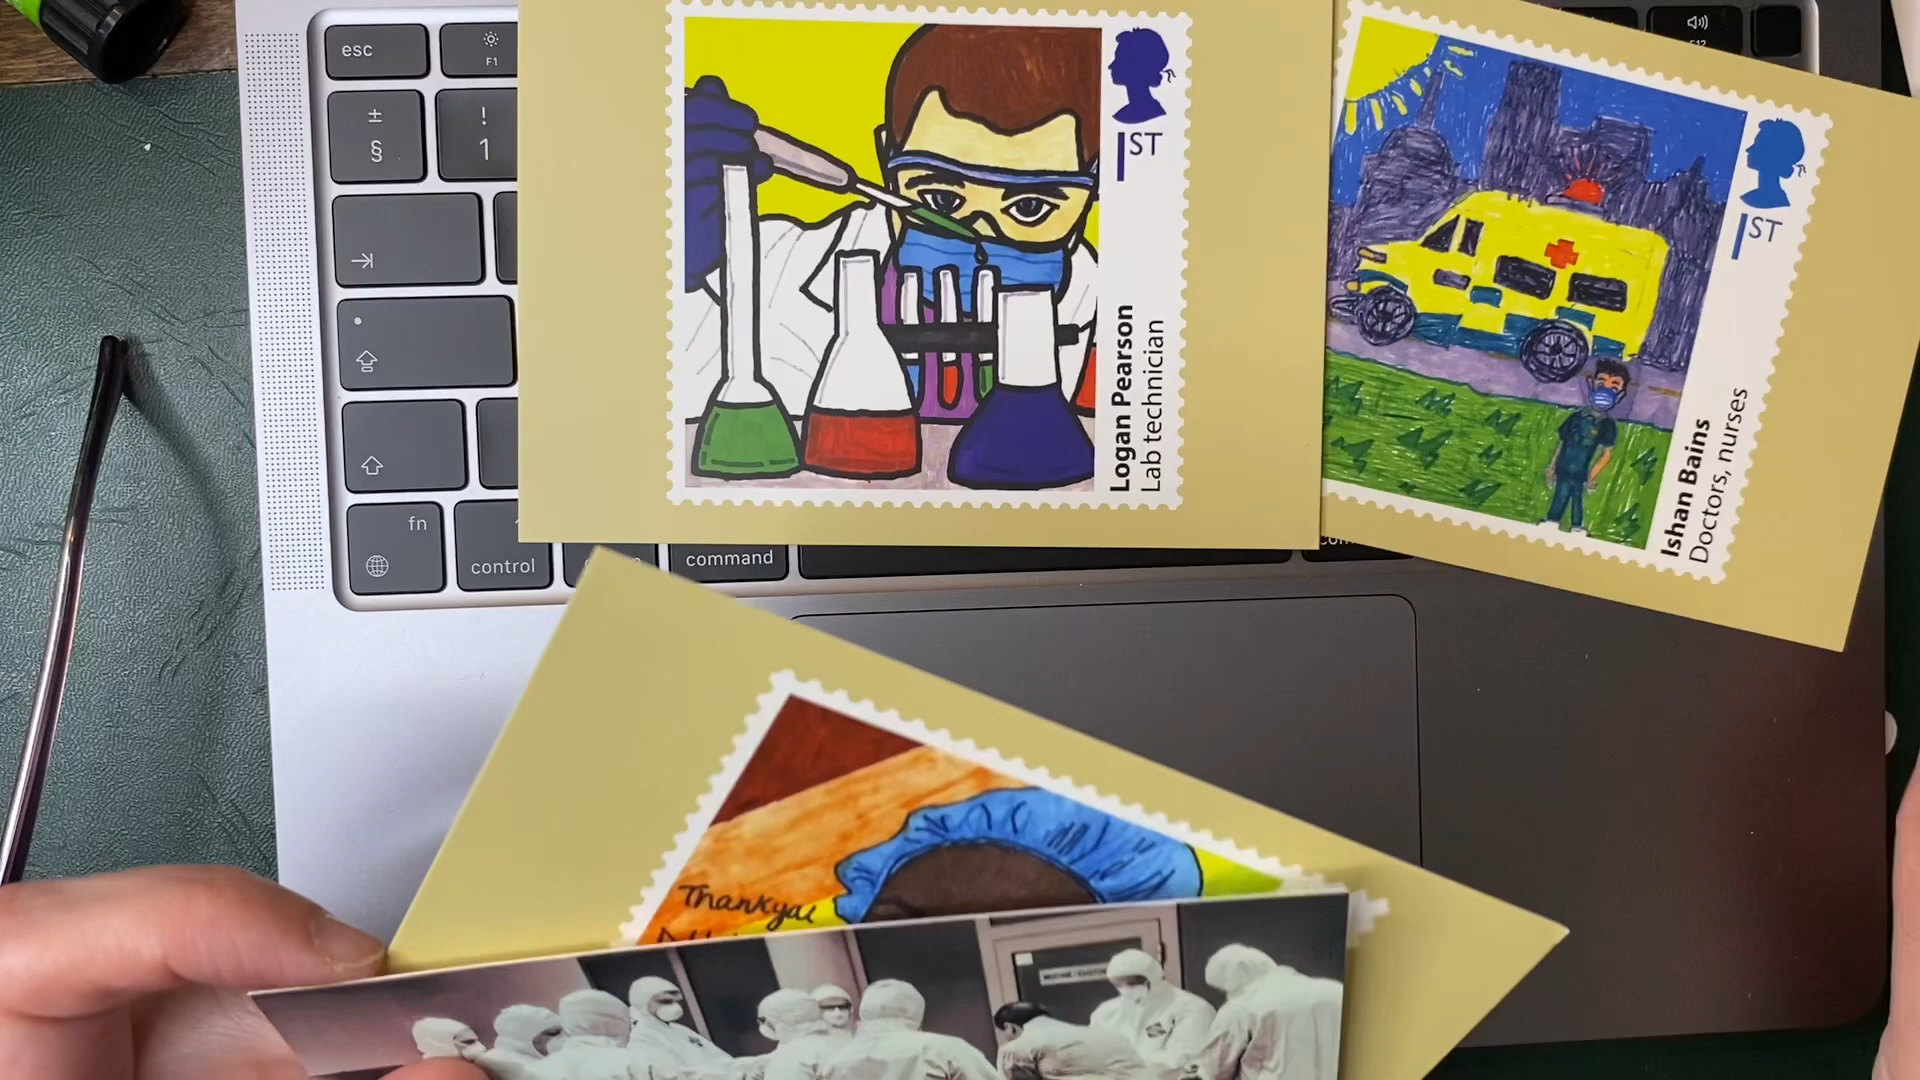 esc
F1
±
§
!
1
fn
control
command
1ST
Logan Pearson
Lab technician
1ST
Ishan Bains
Doctors, nurses
Thankyou